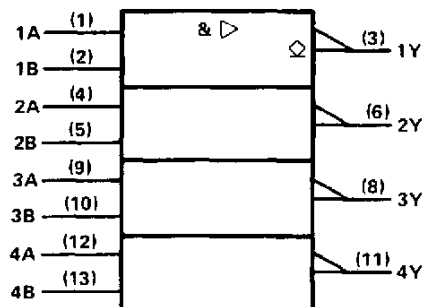 1A (1) & ▷ (3) 1Y
1B (2)
2A (4) (6) 2Y
2B (5)
3A (9) (8) 3Y
3B (10)
4A (12) (11) 4Y
4B (13)